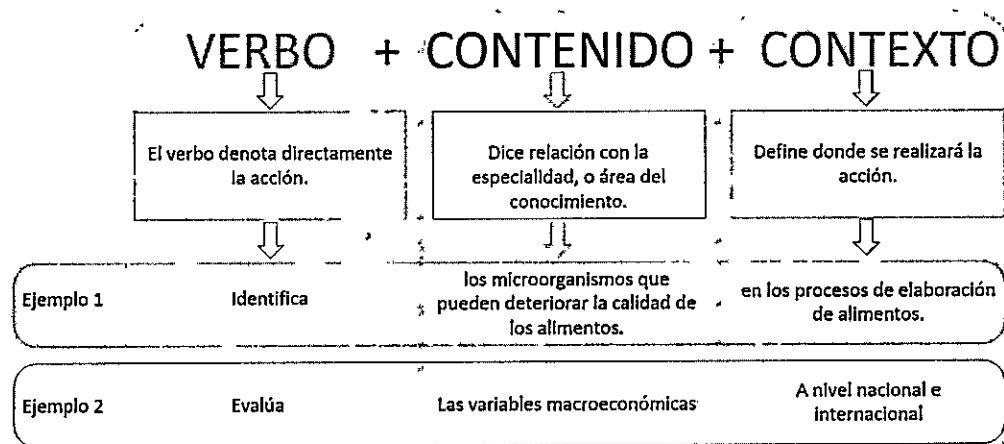 VERBO + CONTENIDO + CONTEXTO
El verbo denota directamente
la acción.
Dice relación con la
especialidad, o área del
conocimiento.
Define donde se realizará la
acción.
Ejemplo 1
Identifica
los microorganismos que
pueden deteriorar la calidad de
los alimentos.
en los procesos de elaboración
de alimentos.
Ejemplo 2
Evalúa
Las variables macroeconómicas
A nivel nacional e
internacional